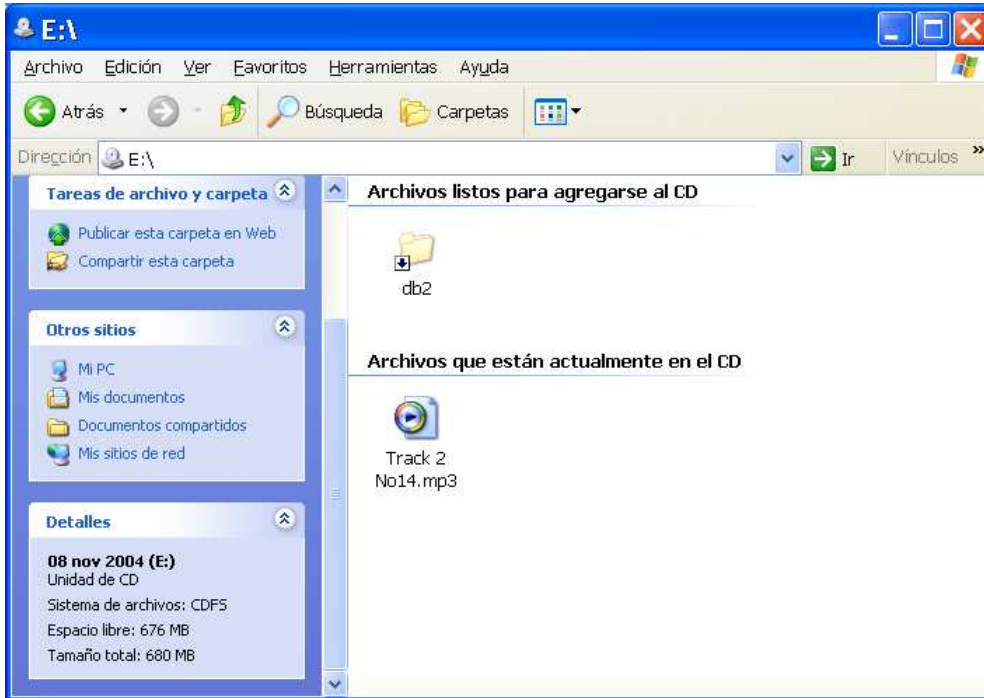 E:\
Archivo Edición Ver Favoritos Herramientas Ayuda
Atrás Búsqueda Carpetas
Dirección E:\ Ir Vínculos »
Tareas de archivo y carpeta
Publicar esta carpeta en Web
Compartir esta carpeta
Otros sitios
Mi PC
Mis documentos
Documentos compartidos
Mis sitios de red
Detalles
08 nov 2004 (E:)
Unidad de CD
Sistema de archivos: CDFS
Espacio libre: 676 MB
Tamaño total: 680 MB
Archivos listos para agregarse al CD
db2
Archivos que están actualmente en el CD
Track 2
No14.mp3